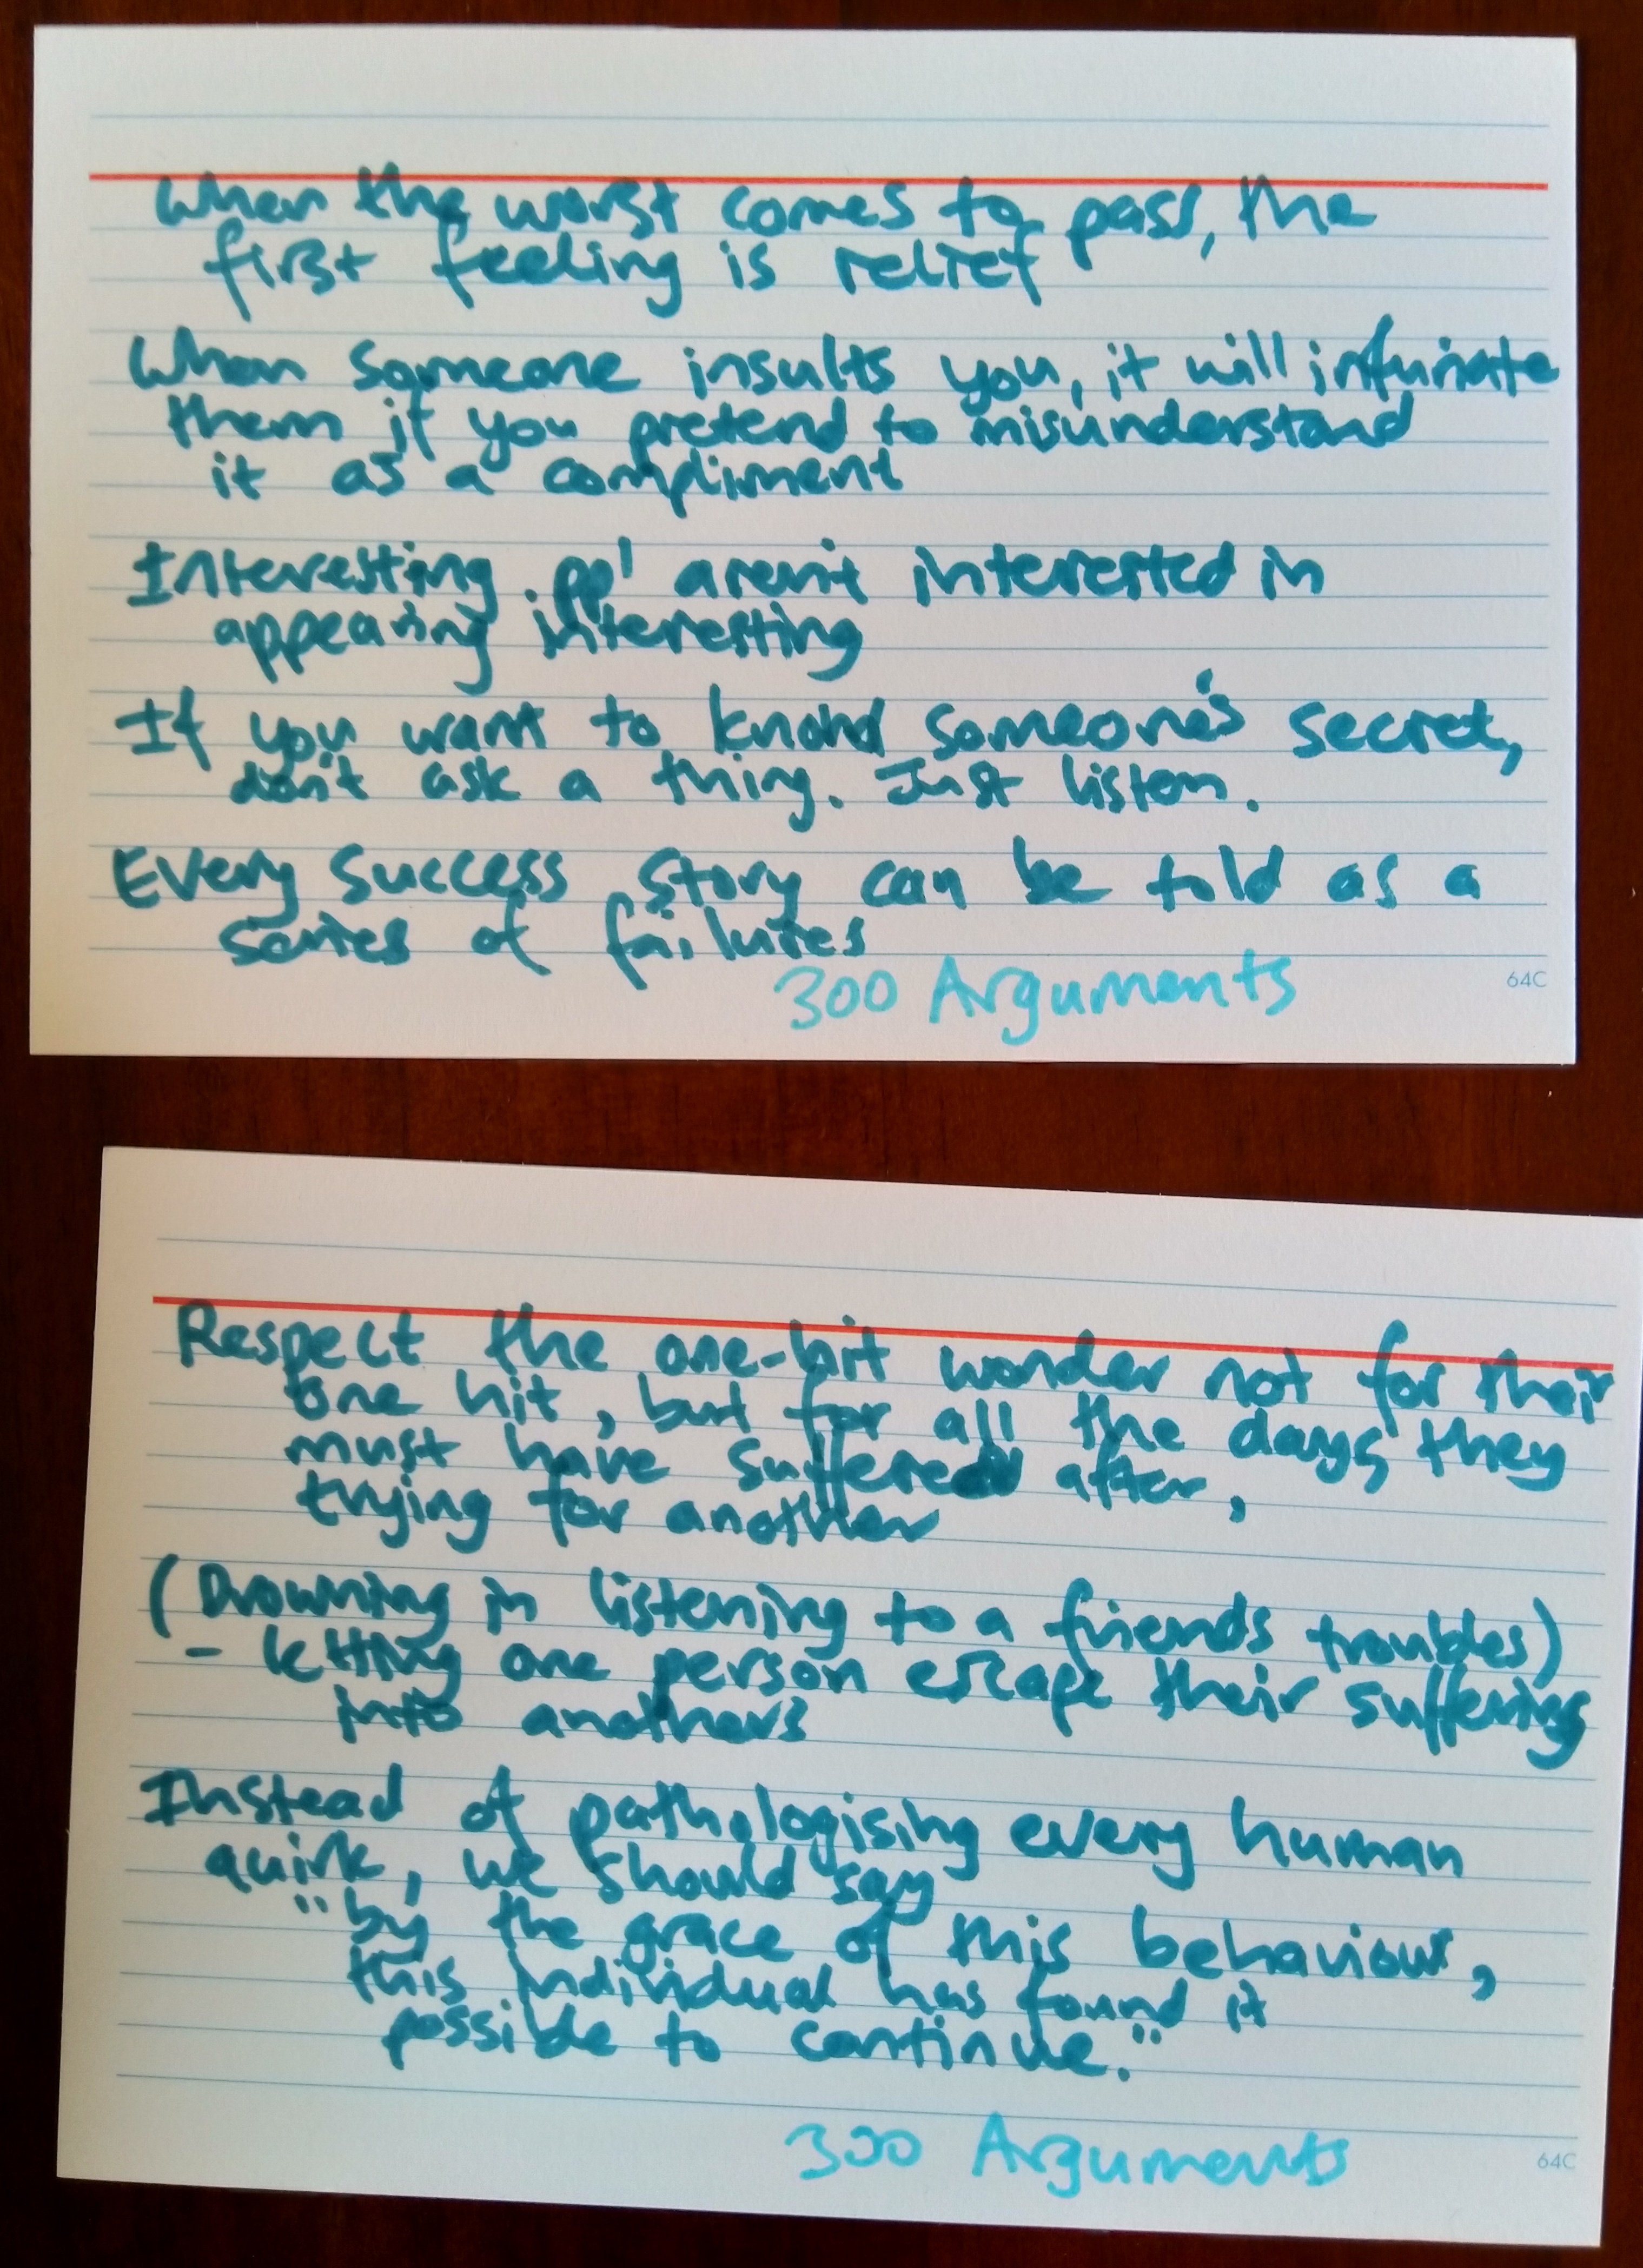 When the worst comes to pass, the
first feeling is relief
When someone insults you, it will infuriate
them if you pretend to misunderstand
it as a compliment
Interesting ppl aren't interested in
appearing interesting
If you want to know someone's secret,
don't ask a thing. Just listen.
Every success story can be told as a
series of failures
300 Arguments
64C
Respect the one-hit wonder not for their
one hit, but for all the days they
must have suffered after,
trying for another
(Drowning in listening to a friends troubles)
- letting one person escape their suffering
into anothers
Instead of pathologising every human
quirk, we should say
"by the grace of this behaviour,
this individual has found it
possible to continue."
300 Arguments
64C